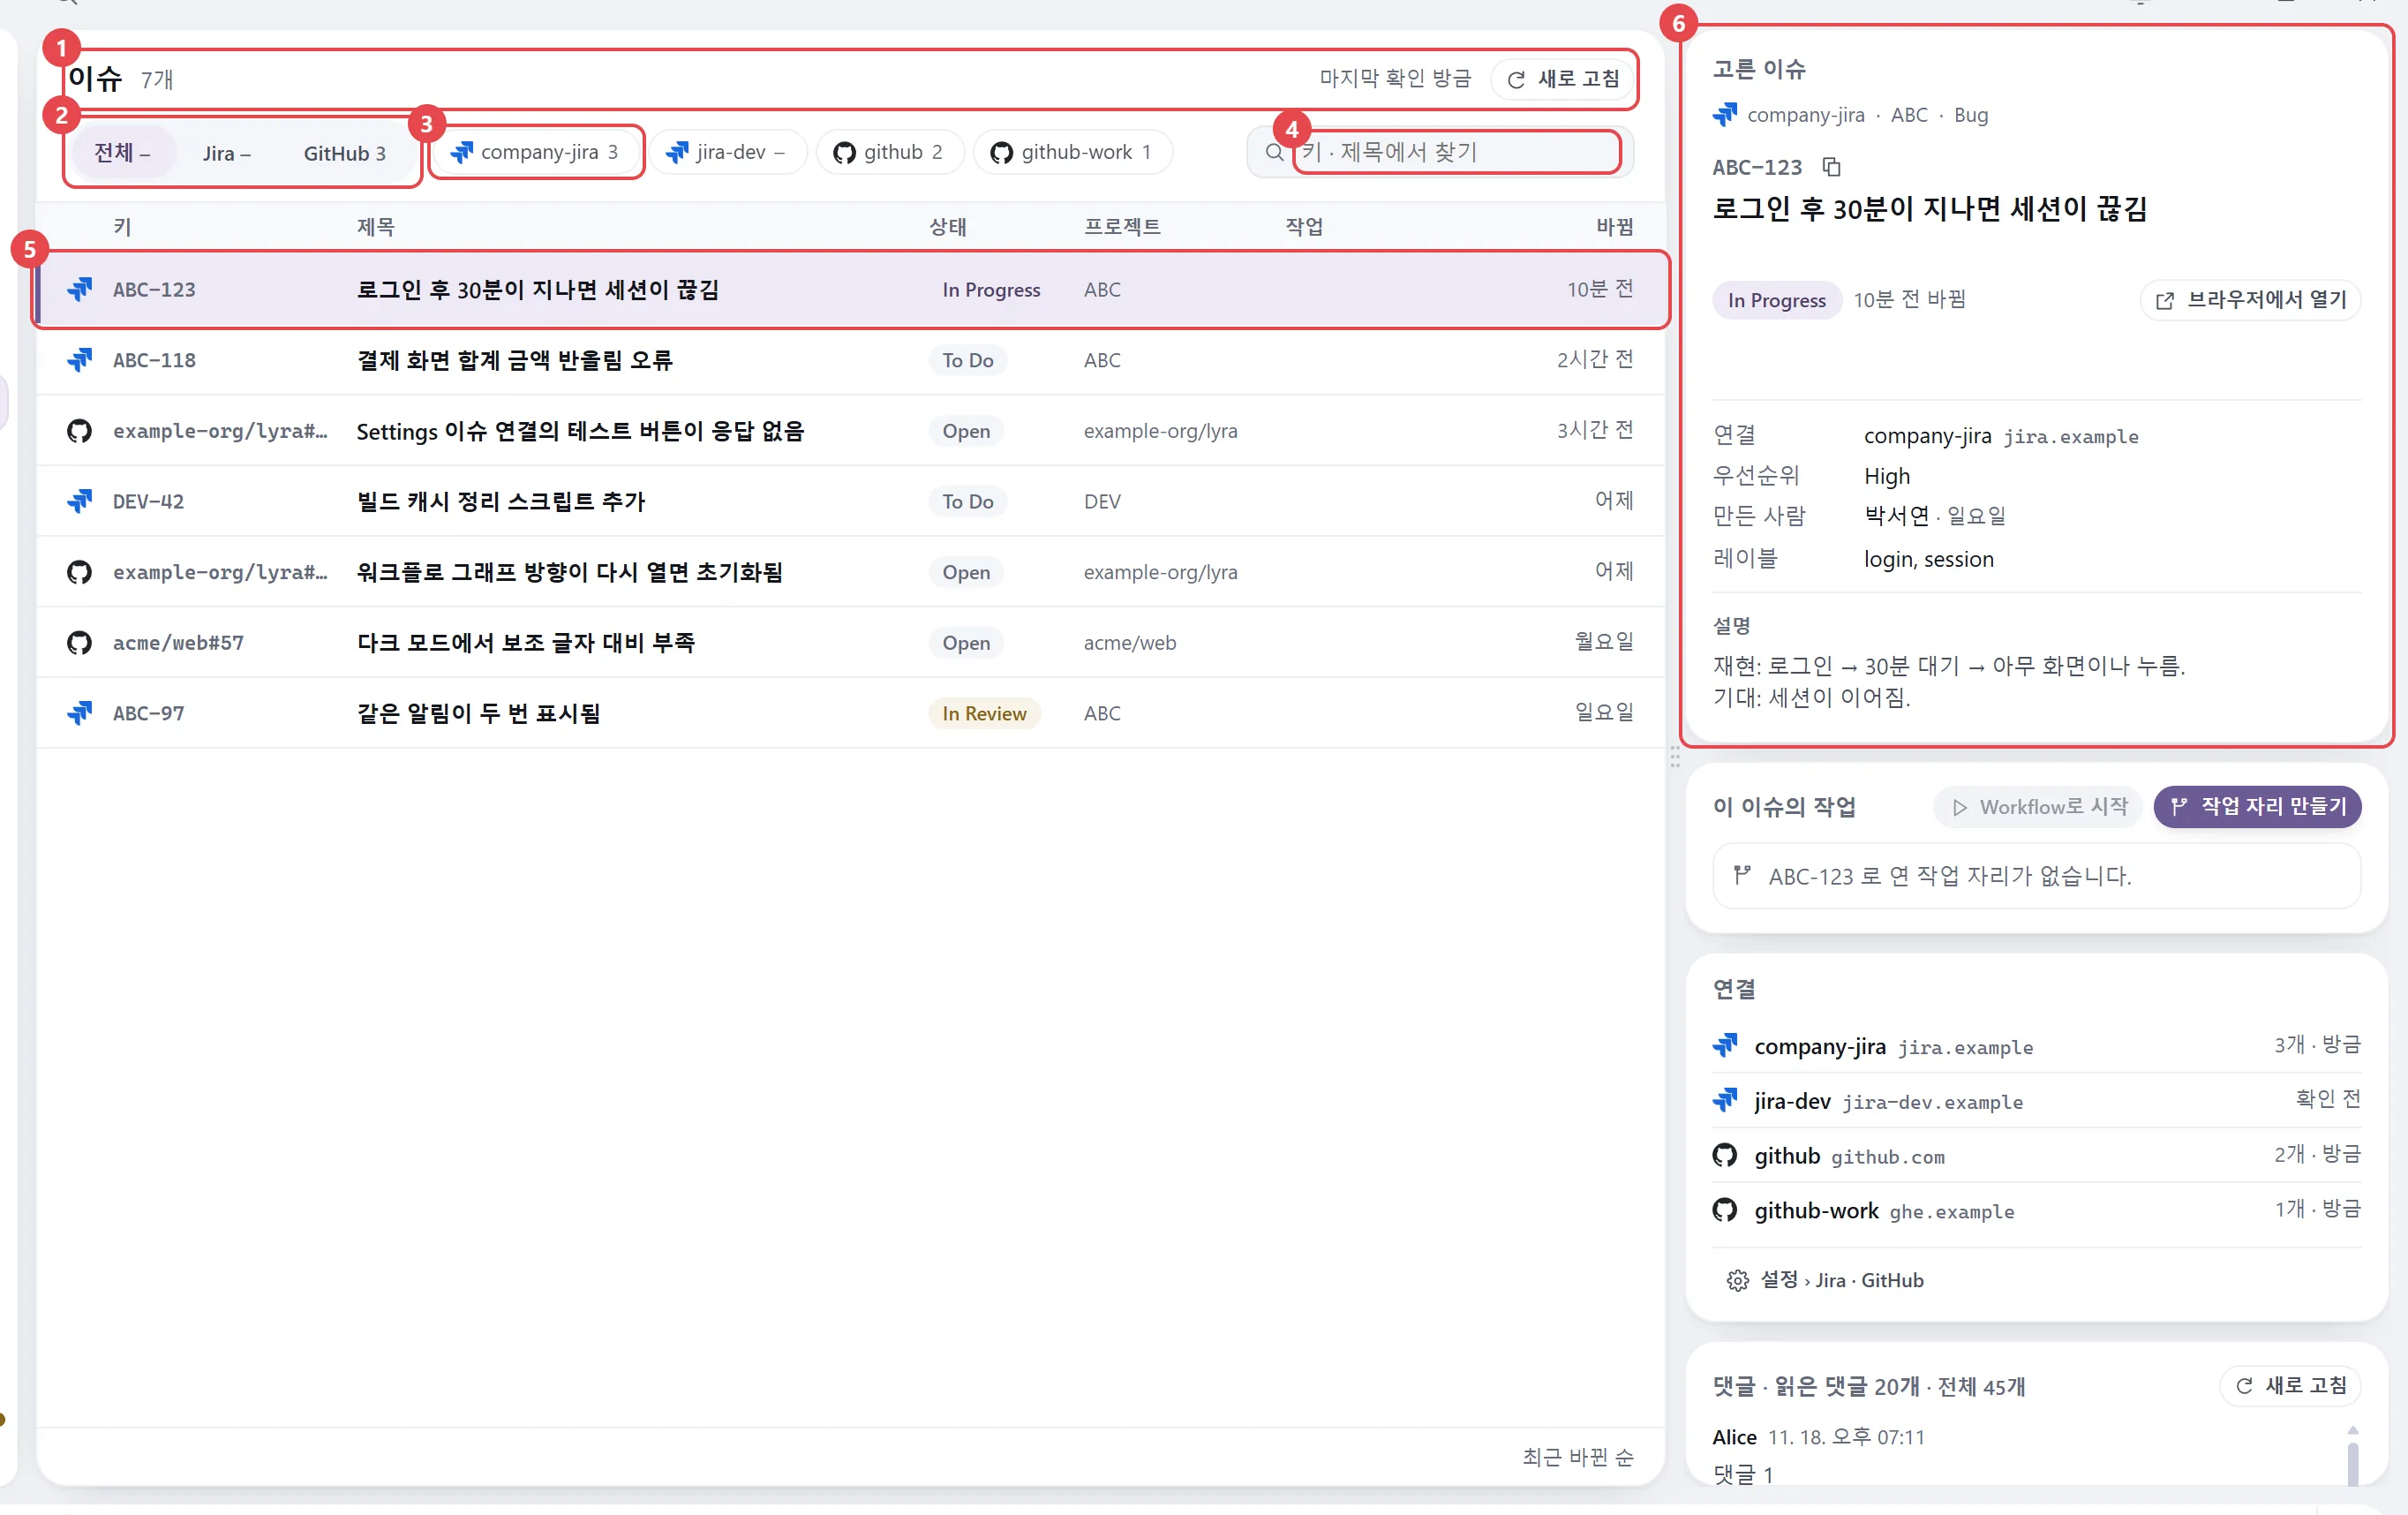 1
이슈 7개
마지막 확인 방금
새로 고침
2
전체 –
Jira –
GitHub 3
3
company-jira 3
jira-dev –
github 2
github-work 1
4
키 · 제목에서 찾기
키 제목 상태 프로젝트 작업 바뀜
5
ABC-123 로그인 후 30분이 지나면 세션이 끊김 In Progress ABC 10분 전
ABC-118 결제 화면 합계 금액 반올림 오류 To Do ABC 2시간 전
example-org/lyra#… Settings 이슈 연결의 테스트 버튼이 응답 없음 Open example-org/lyra 3시간 전
DEV-42 빌드 캐시 정리 스크립트 추가 To Do DEV 어제
example-org/lyra#… 워크플로 그래프 방향이 다시 열면 초기화됨 Open example-org/lyra 어제
acme/web#57 다크 모드에서 보조 글자 대비 부족 Open acme/web 월요일
ABC-97 같은 알림이 두 번 표시됨 In Review ABC 일요일
최근 바뀐 순
6
고른 이슈
company-jira · ABC · Bug
ABC-123
로그인 후 30분이 지나면 세션이 끊김
In Progress 10분 전 바뀜
브라우저에서 열기
연결 company-jira jira.example
우선순위 High
만든 사람 박서연 · 일요일
레이블 login, session
설명
재현: 로그인 → 30분 대기 → 아무 화면이나 누름.
기대: 세션이 이어짐.
이 이슈의 작업
Workflow로 시작
작업 자리 만들기
ABC-123 로 연 작업 자리가 없습니다.
연결
company-jira jira.example 3개 · 방금
jira-dev jira-dev.example 확인 전
github github.com 2개 · 방금
github-work ghe.example 1개 · 방금
설정 › Jira · GitHub
댓글 · 읽은 댓글 20개 · 전체 45개
새로 고침
Alice 11. 18. 오후 07:11
댓글 1